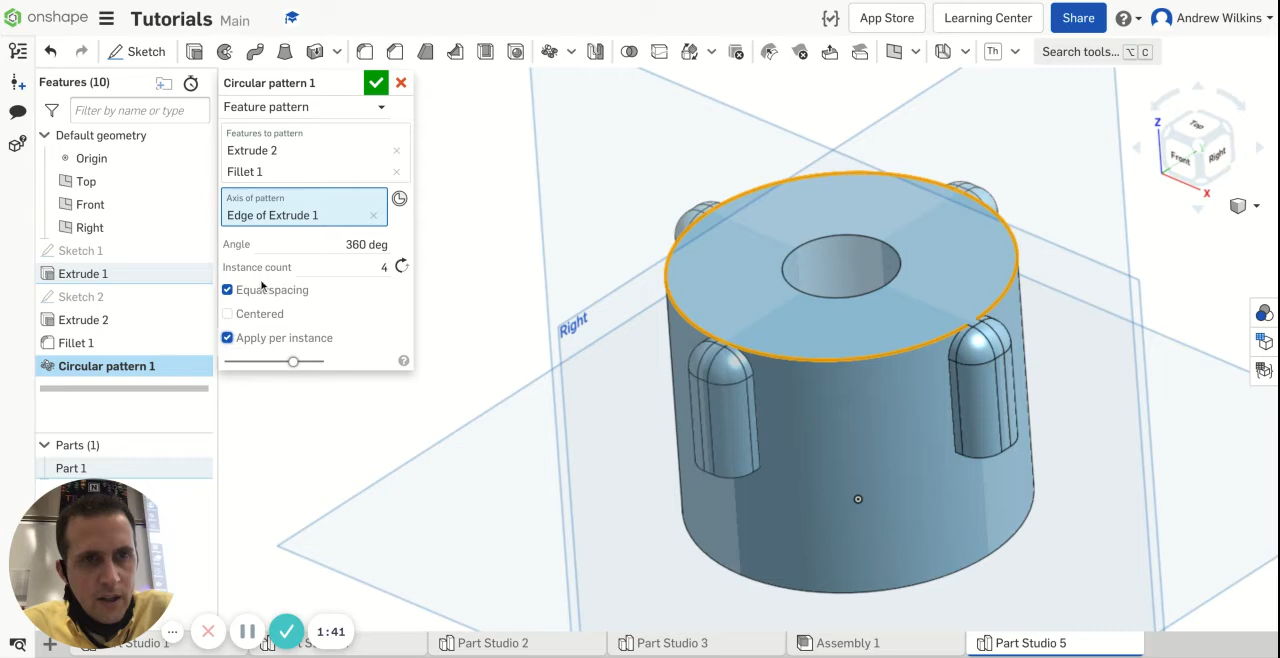 onshape
Tutorials Main
App Store
Learning Center
Share
Andrew Wilkins
Sketch
Th
Search tools... ⌥ C
Features (10)
Filter by name or type
Default geometry
Origin
Top
Front
Right
Sketch 1
Extrude 1
Sketch 2
Extrude 2
Fillet 1
Circular pattern 1
Parts (1)
Part 1
Circular pattern 1
Feature pattern
Features to pattern
Extrude 2
Fillet 1
Axis of pattern
Edge of Extrude 1
Angle 360 deg
Instance count 4
Equal spacing
Centered
Apply per instance
Right
Z
Top
Front
Right
Y
X
1:41
Part Studio 2
Part Studio 3
Assembly 1
Part Studio 5